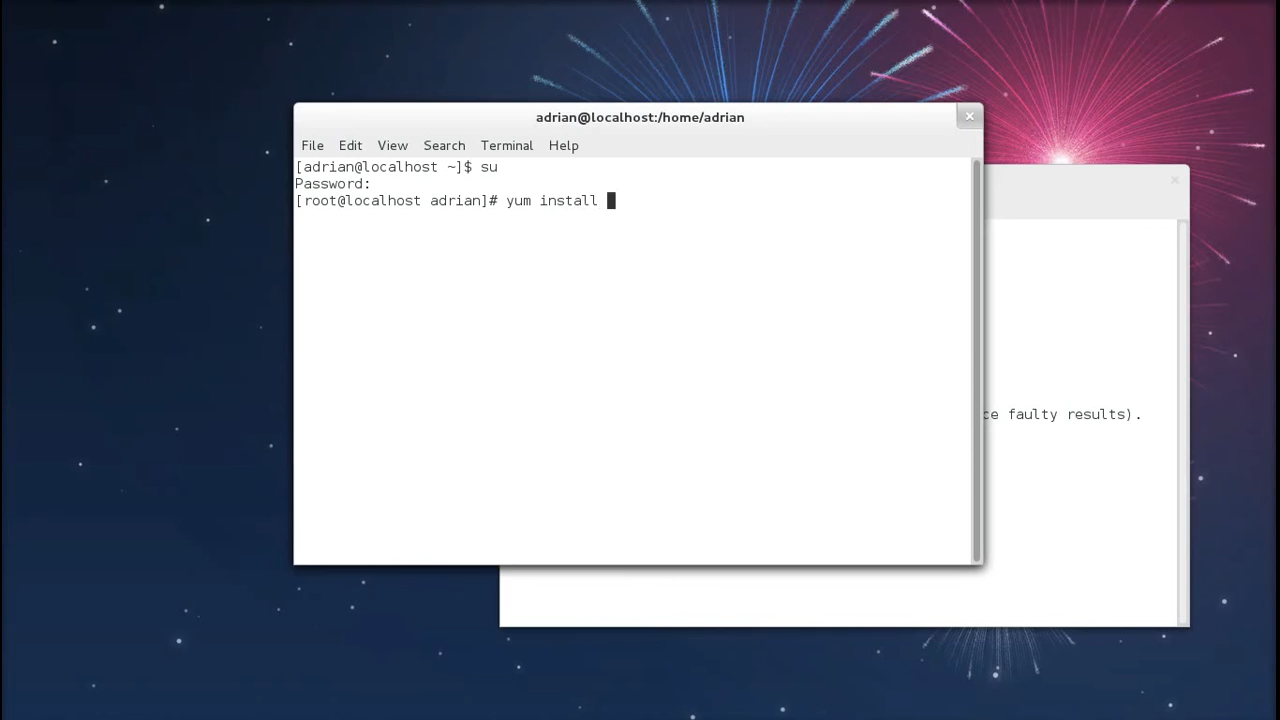 adrian@localhost:/home/adrian
File Edit View Search Terminal Help
[adrian@localhost ~]$ su
Password:
[root@localhost adrian]# yum install
ce faulty results).